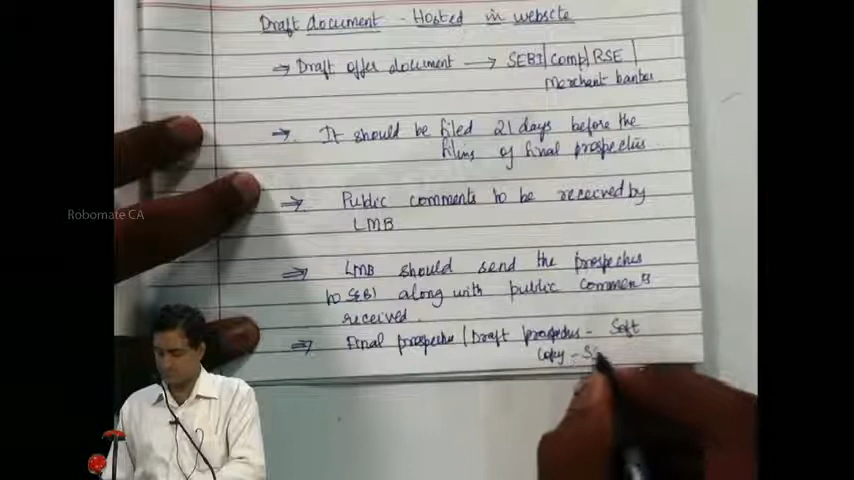 Draft document - Hosted in website
⇒ Draft offer document → SEBI|Comp|RSE|
Merchant banker
⇒ It should be filed 21 days before the
filing of final prospectus
⇒ Public comments to be received by
LMB
⇒ LMB should send the prospectus
to SEBI along with public comments
received.
⇒ Final prospectus / Draft prospectus - Soft
Copy - S
Robomate CA